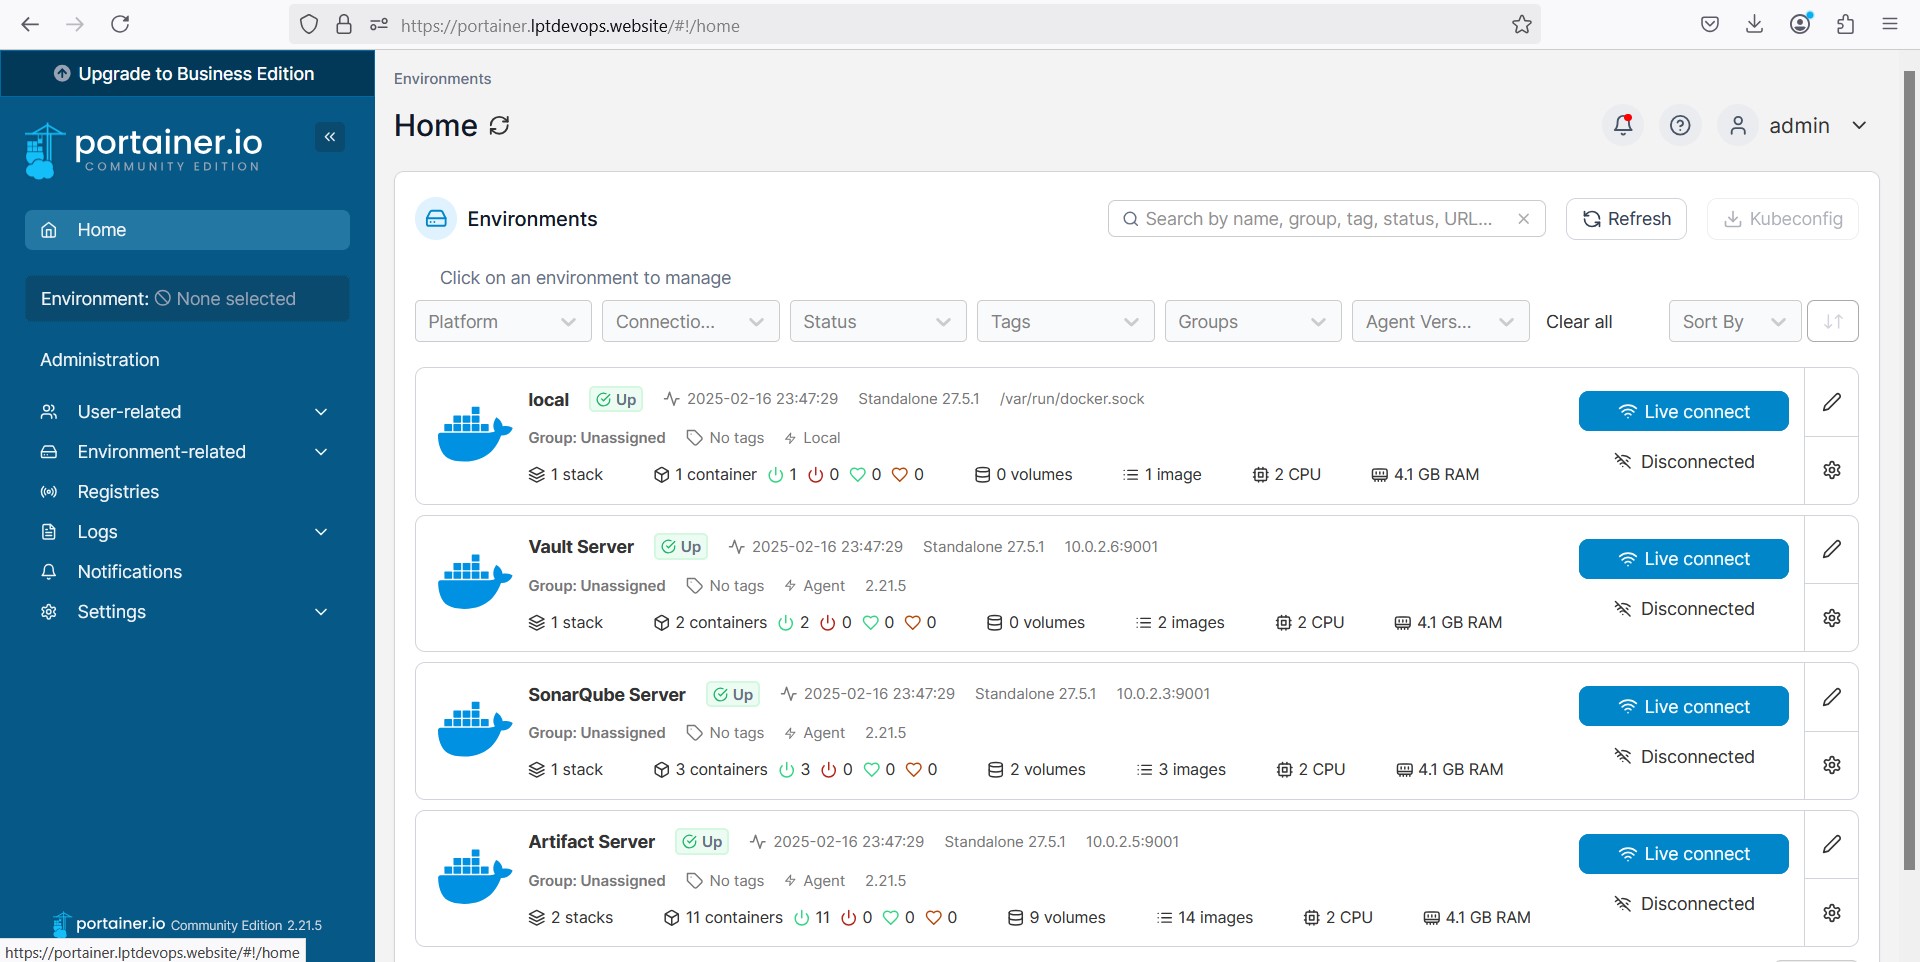 https://portainer.lptdevops.website/#!/home
Upgrade to Business Edition
portainer.io
COMMUNITY EDITION
Home
Environment: None selected
Administration
User-related
Environment-related
Registries
Logs
Notifications
Settings
portainer.io Community Edition 2.21.5
https://portainer.lptdevops.website/#!/home
Environments
Home
admin
Environments
Search by name, group, tag, status, URL...
Refresh
Kubeconfig
Click on an environment to manage
Platform
Connectio...
Status
Tags
Groups
Agent Vers...
Clear all
Sort By
local Up 2025-02-16 23:47:29 Standalone 27.5.1 /var/run/docker.sock
Group: Unassigned No tags Local
1 stack 1 container 1 0 0 0 0 volumes 1 image 2 CPU 4.1 GB RAM
Live connect
Disconnected
Vault Server Up 2025-02-16 23:47:29 Standalone 27.5.1 10.0.2.6:9001
Group: Unassigned No tags Agent 2.21.5
1 stack 2 containers 2 0 0 0 0 volumes 2 images 2 CPU 4.1 GB RAM
Live connect
Disconnected
SonarQube Server Up 2025-02-16 23:47:29 Standalone 27.5.1 10.0.2.3:9001
Group: Unassigned No tags Agent 2.21.5
1 stack 3 containers 3 0 0 0 2 volumes 3 images 2 CPU 4.1 GB RAM
Live connect
Disconnected
Artifact Server Up 2025-02-16 23:47:29 Standalone 27.5.1 10.0.2.5:9001
Group: Unassigned No tags Agent 2.21.5
2 stacks 11 containers 11 0 0 0 9 volumes 14 images 2 CPU 4.1 GB RAM
Live connect
Disconnected